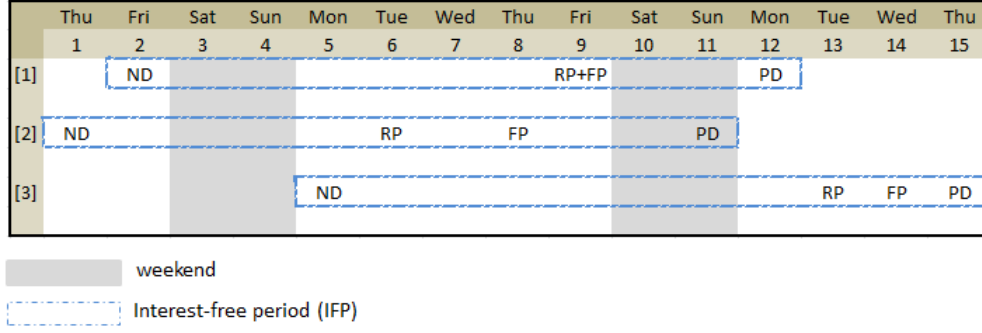 Thu Fri Sat Sun Mon Tue Wed Thu Fri Sat Sun Mon Tue Wed Thu
1 2 3 4 5 6 7 8 9 10 11 12 13 14 15
[1] ND RP+FP PD
[2] ND RP FP PD
[3] ND RP FP PD
weekend
Interest-free period (IFP)